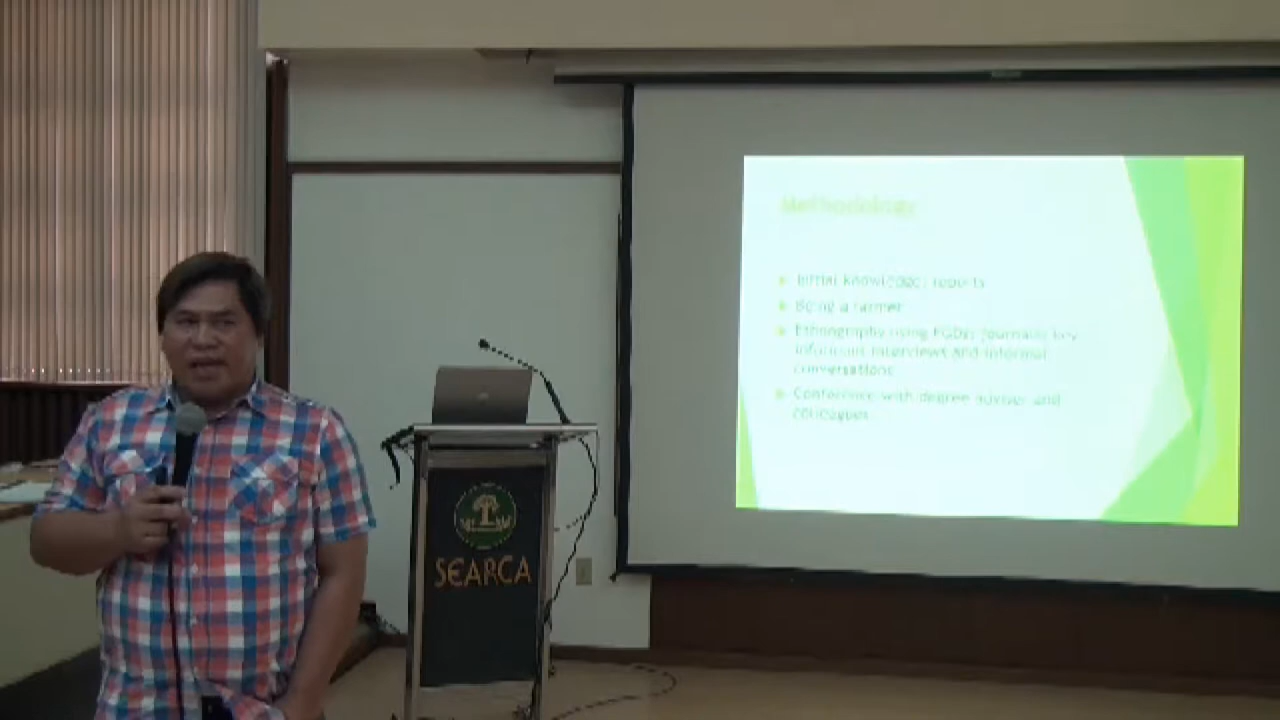 Methodology
Initial knowledge; reports
Being a farmer
Ethnography using FGDs; journals; key
informant interviews and informal
conversations
Conference with degree adviser and
colleagues
SEARCA